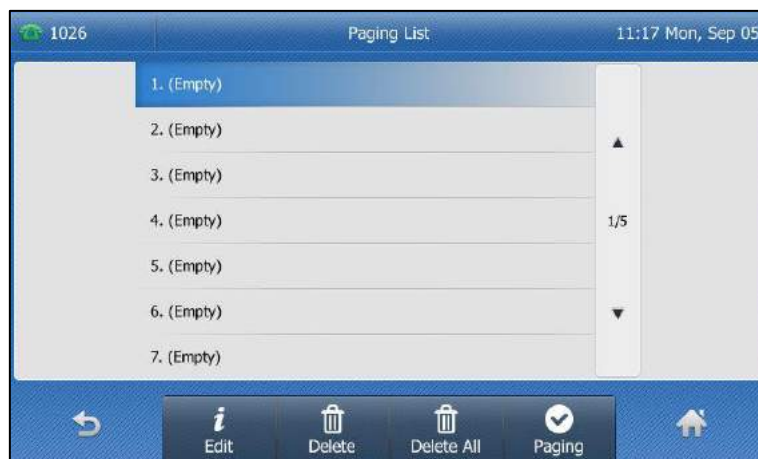 1026 Paging List 11:17 Mon, Sep 05
1. (Empty)
2. (Empty)
3. (Empty)
4. (Empty)
1/5
5. (Empty)
6. (Empty)
7. (Empty)
i
Edit Delete Delete All Paging